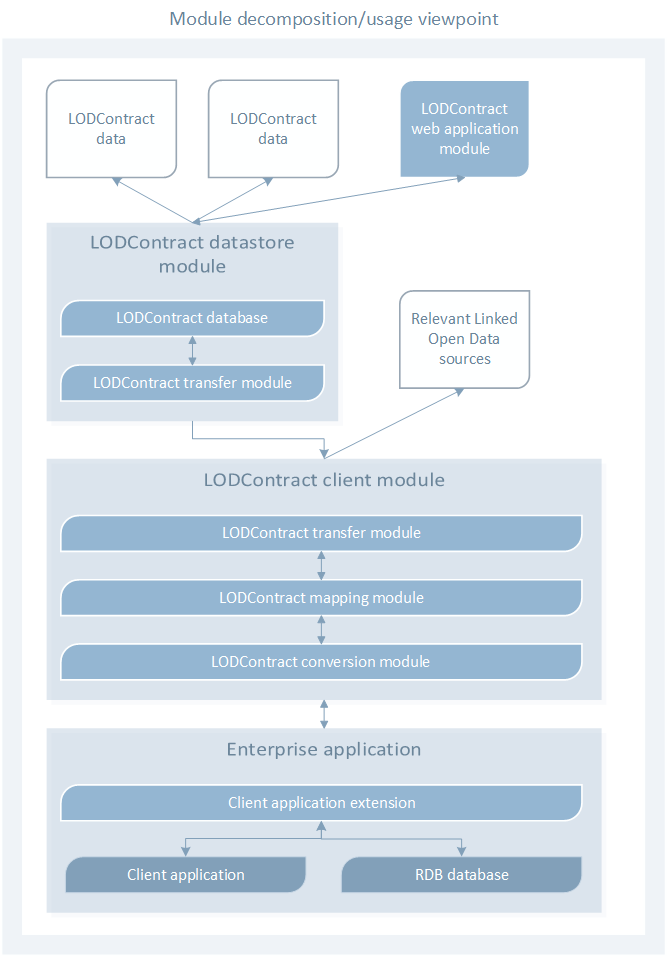 Module decomposition/usage viewpoint
LODContract
data
LODContract
data
LODContract
web application
module
LODContract datastore
module
LODContract database
LODContract transfer module
Relevant Linked
Open Data
sources
LODContract client module
LODContract transfer module
LODContract mapping module
LODContract conversion module
Enterprise application
Client application extension
Client application
RDB database